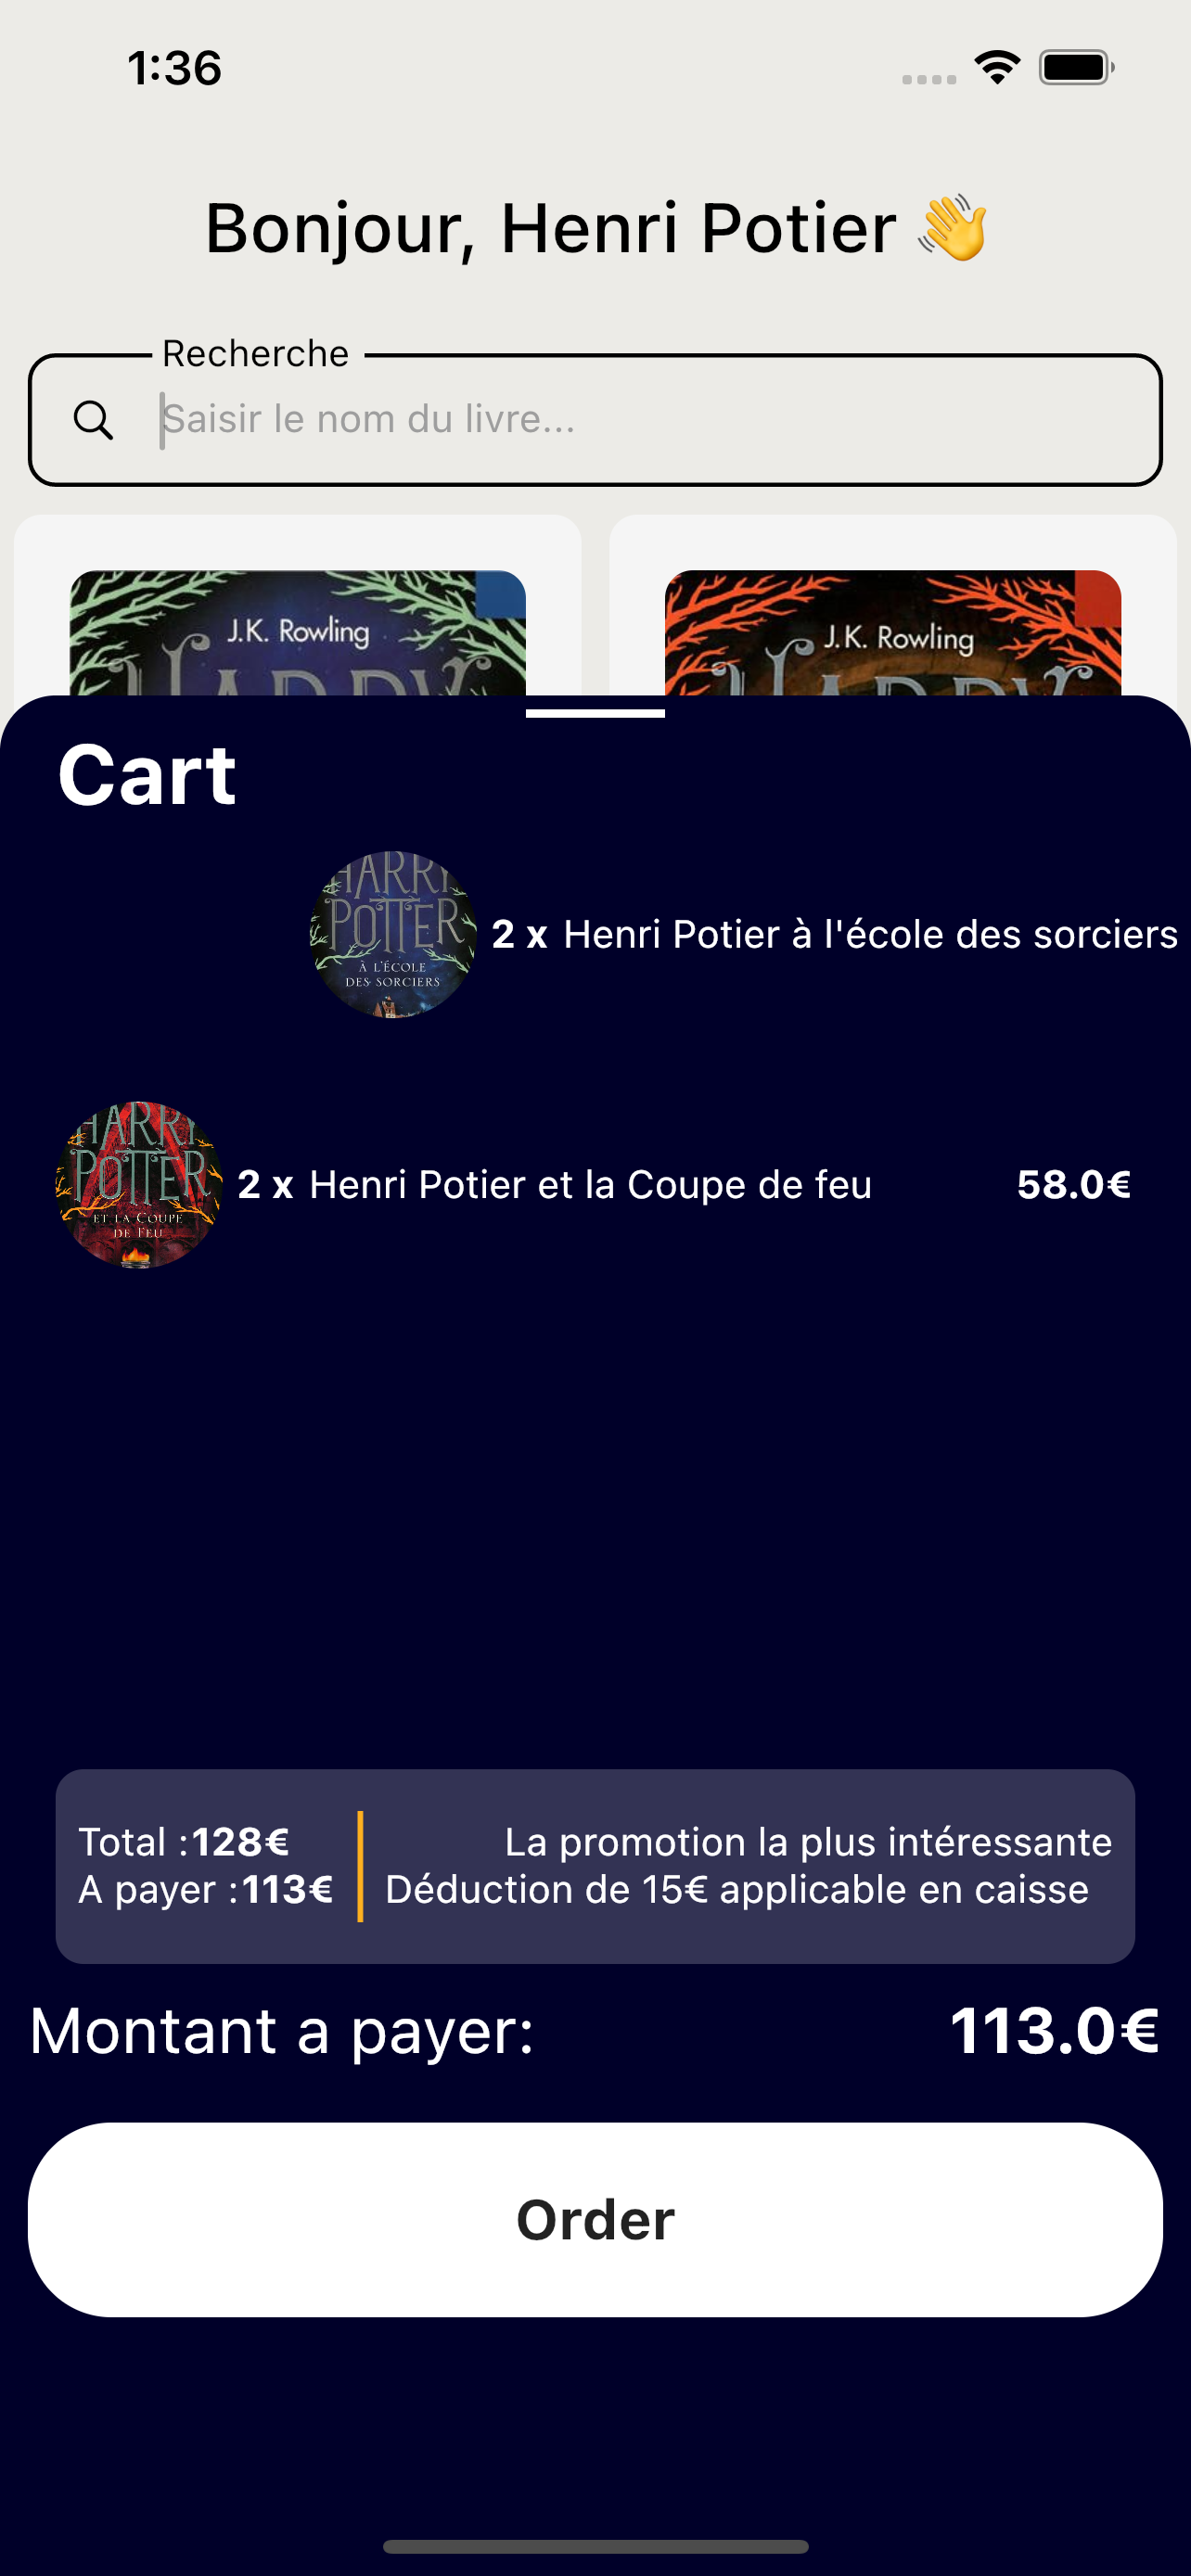 1:36
Bonjour, Henri Potier 👋
Recherche
Saisir le nom du livre...
J.K. Rowling
HARRY
J.K. Rowling
HARRY
Cart
HARRY
POTTER
À L'ÉCOLE
DES SORCIERS
2 x Henri Potier à l'école des sorciers
HARRY
POTTER
ET LA COUPE
DE FEU
2 x Henri Potier et la Coupe de feu 58.0€
Total :128€
A payer :113€
La promotion la plus intéressante
Déduction de 15€ applicable en caisse
Montant a payer: 113.0€
Order